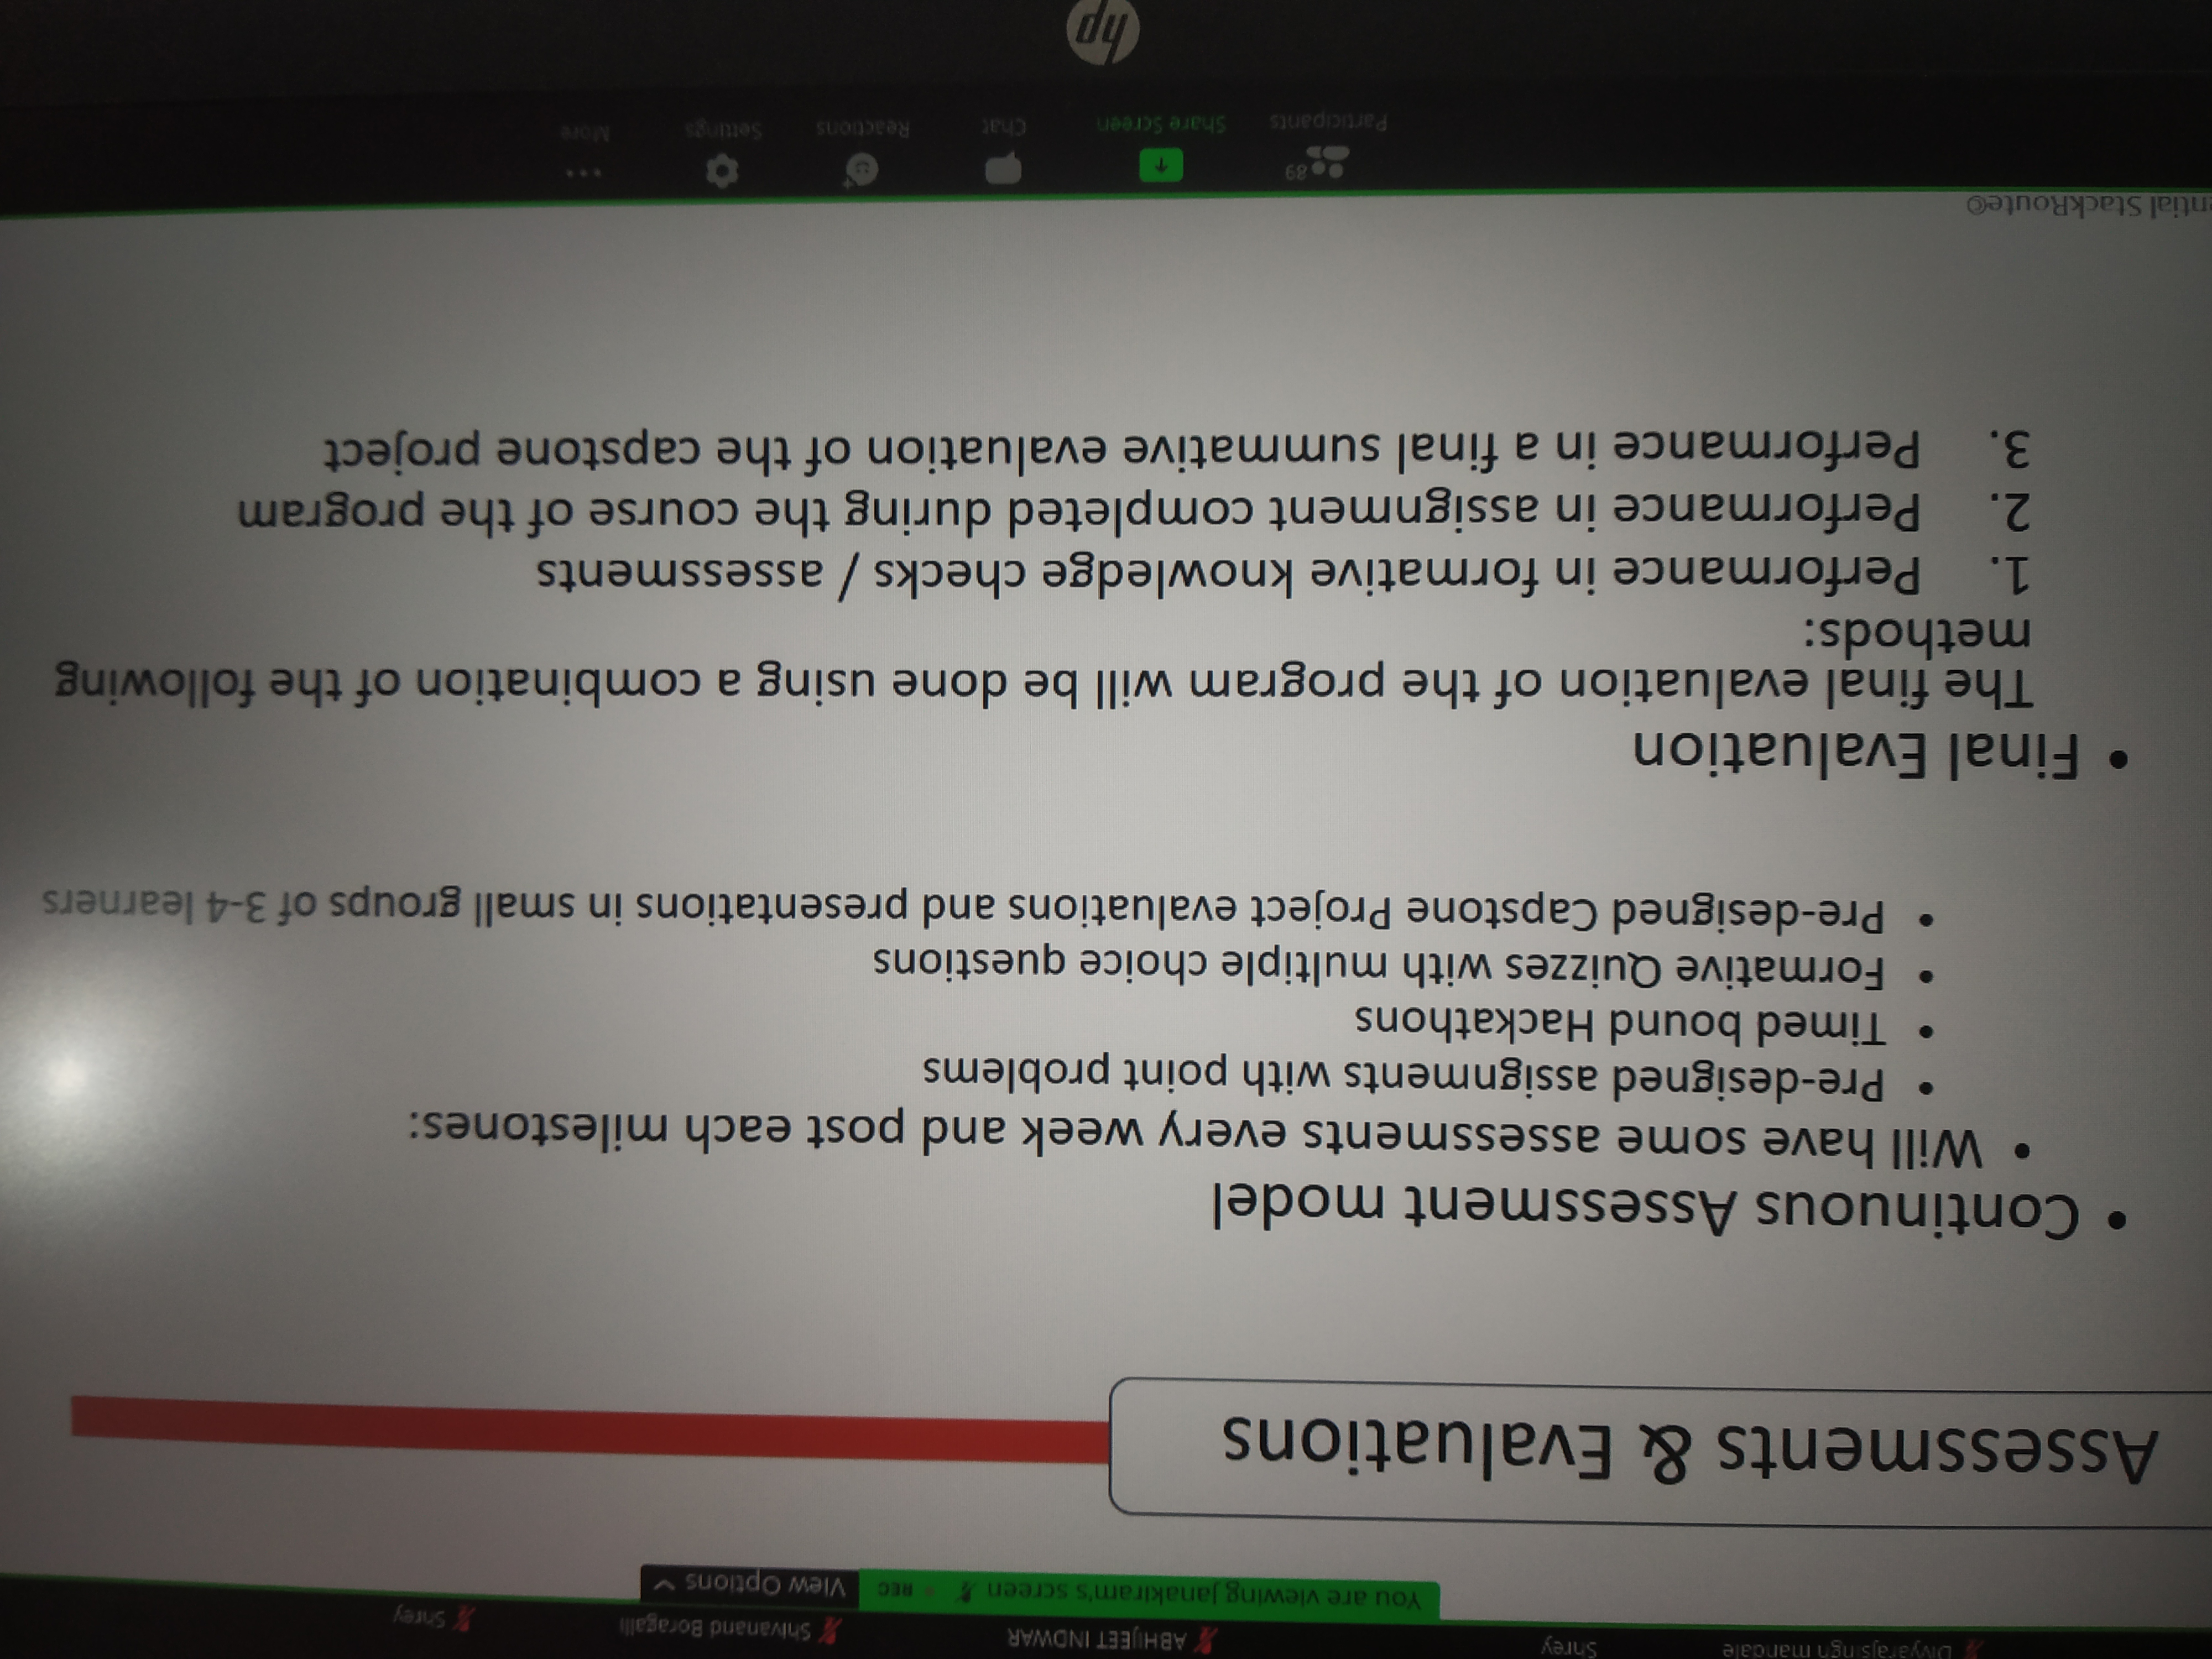 Divyarajsingh mandale
Shrey
ABHIJEET INDWAR
Shivanand Boragalli
Shrey
You are viewing Janakiram's screen
REC
View Options
Assessments & Evaluations
• Continuous Assessment model
• Will have some assessments every week and post each milestones:
• Pre-designed assignments with point problems
• Timed bound Hackathons
• Formative Quizzes with multiple choice questions
• Pre-designed Capstone Project evaluations and presentations in small groups of 3-4 learners
• Final Evaluation
The final evaluation of the program will be done using a combination of the following
methods:
1. Performance in formative knowledge checks / assessments
2. Performance in assignment completed during the course of the program
3. Performance in a final summative evaluation of the capstone project
ential StackRoute©
89
Participants
Share Screen
Chat
Reactions
Settings
More
hp